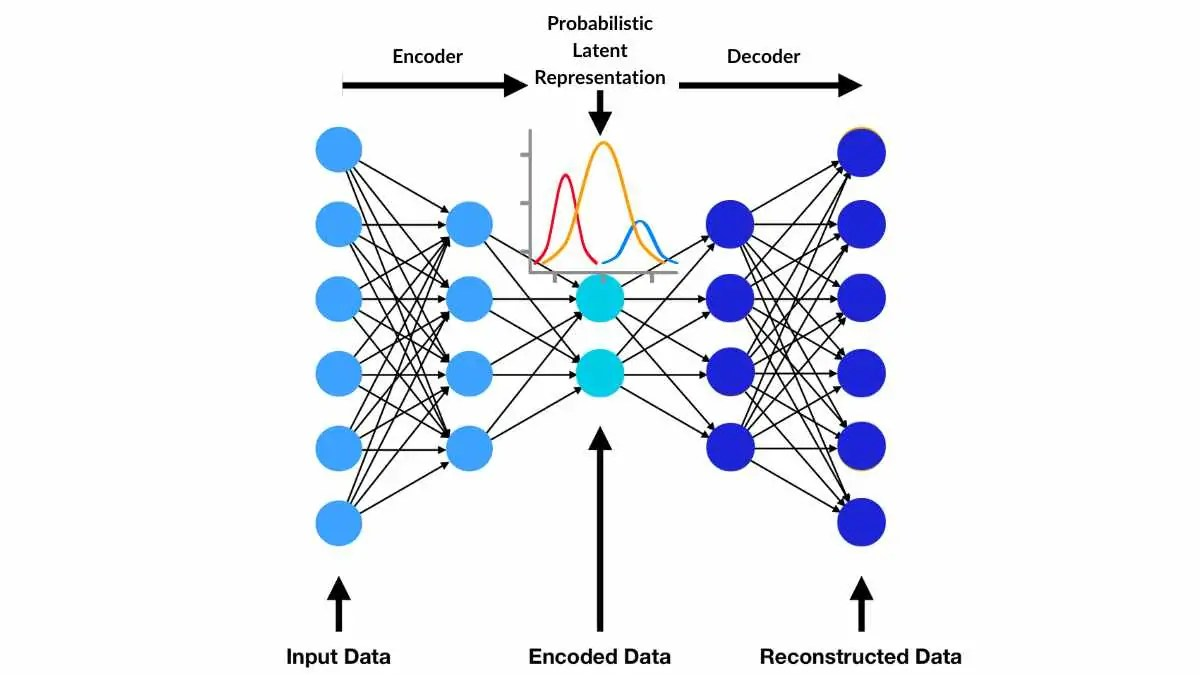 Probabilistic
Latent
Representation
Encoder
Decoder
Input Data
Encoded Data
Reconstructed Data